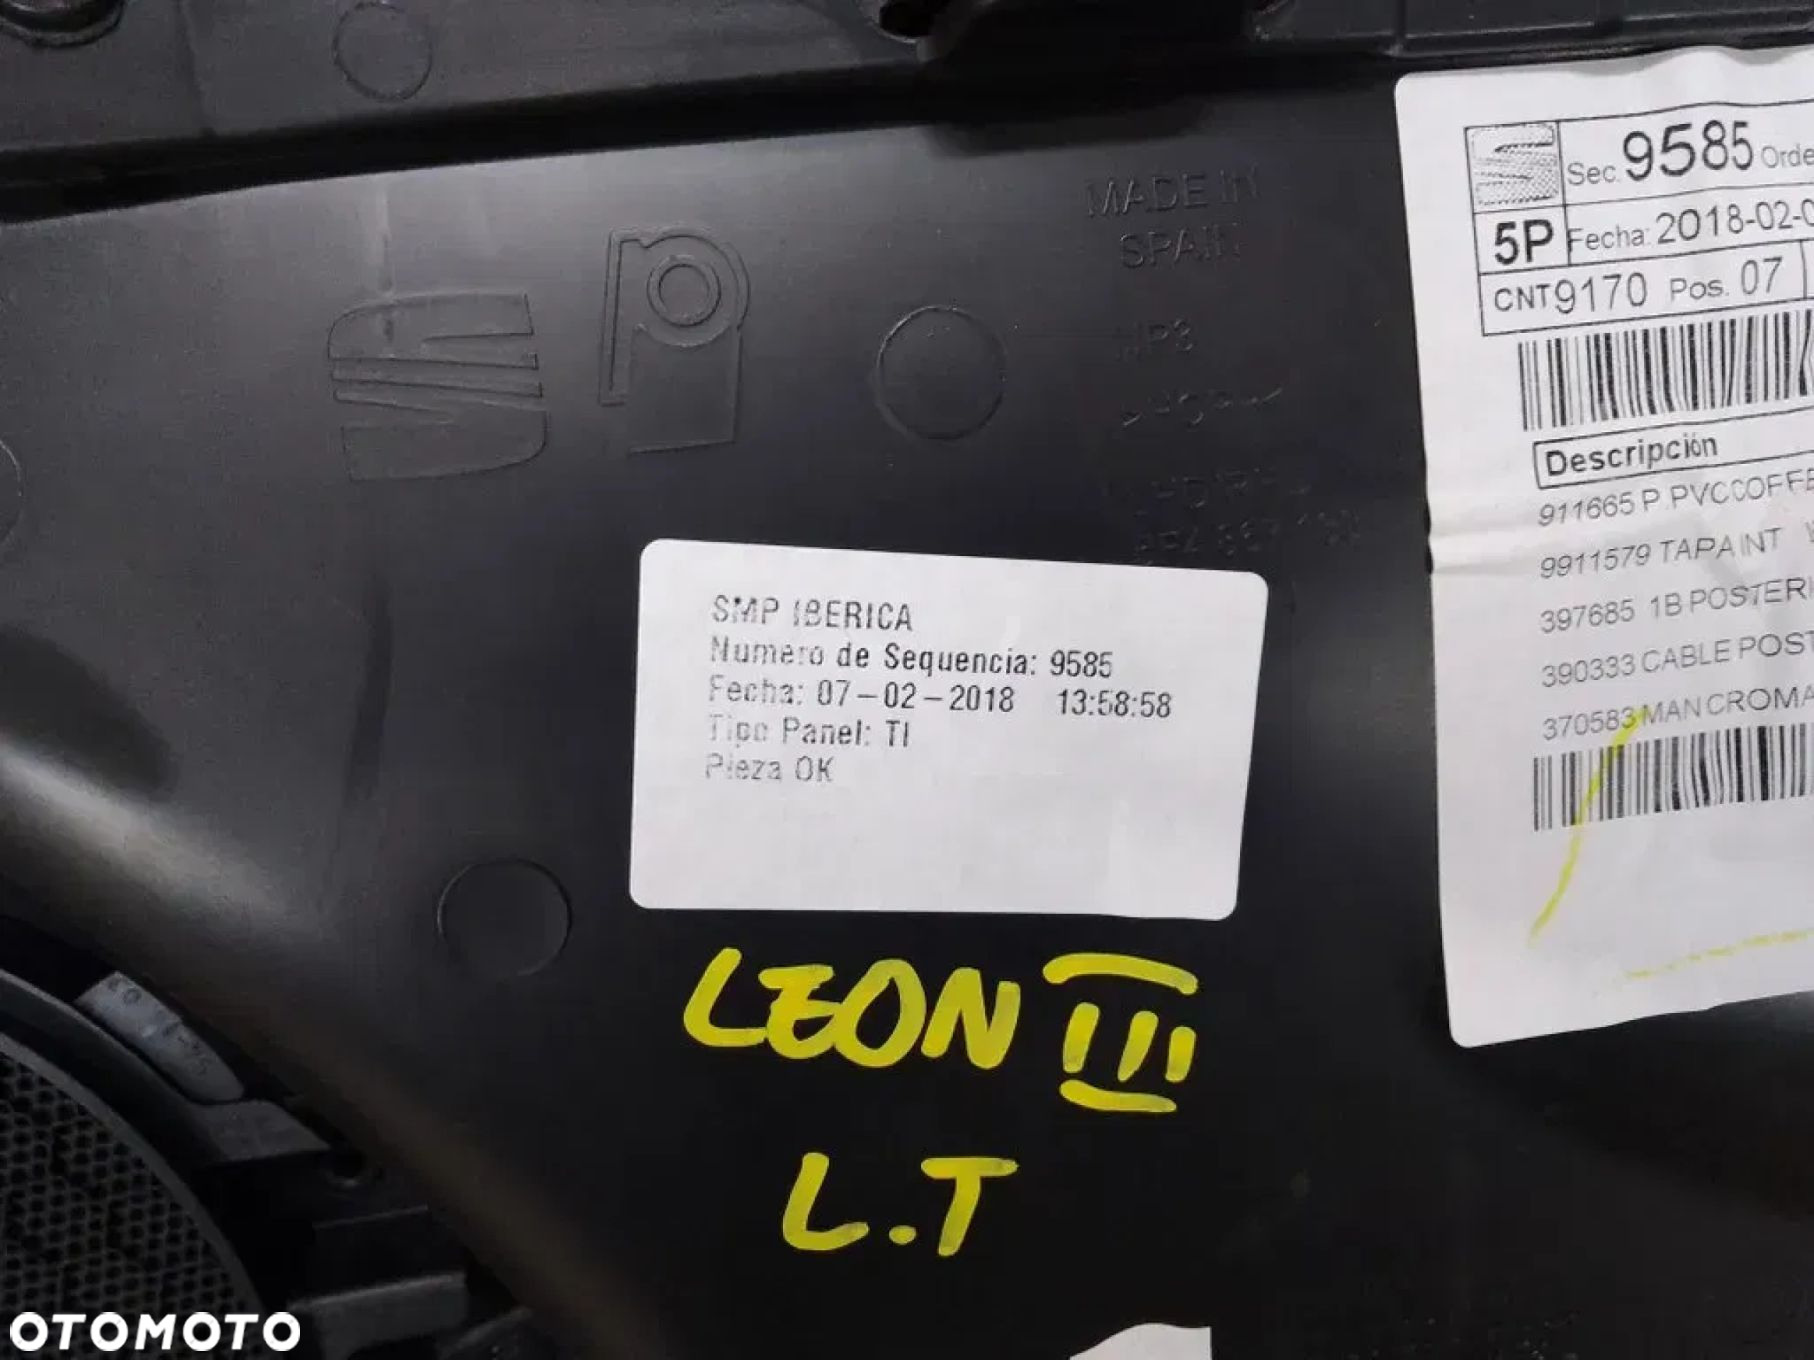 MADE IN
SPAIN
SMP IBERICA
Numero de Sequencia: 9585
Fecha: 07-02-2018 13:58:58
Tipo Panel: TI
Pieza OK
LEON III
L.T
Sec. 9585 Orde
5P Fecha: 2018-02-0
CNT 9170 Pos. 07
Descripción
911665 P.PVCCOFFE
9911579 TAPA INT
397685 1B POSTERI
390333 CABLE POST
370583 MAN CROMA
OTOMOTO